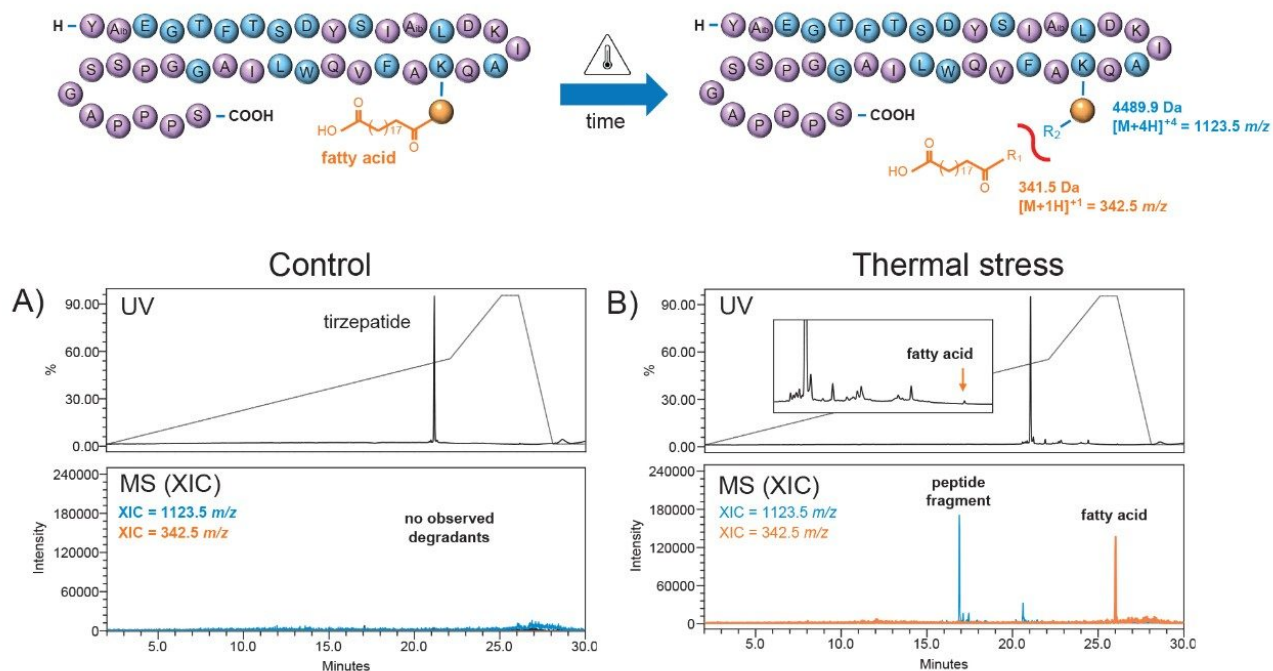 H - Y Aib E G T F T S D Y S I Aib L D K I
S S P G G A I L W Q V F A K Q A
G A P P P S - COOH
HO O 17 O
fatty acid
time
H - Y Aib E G T F T S D Y S I Aib L D K I
S S P G G A I L W Q V F A K Q A
G A P P P S - COOH
R2
4489.9 Da
[M+4H]+4 = 1123.5 m/z
HO O 17 O R1
341.5 Da
[M+1H]+1 = 342.5 m/z
Control
A)
UV
tirzepatide
90.00
60.00
30.00
0.00
%
MS (XIC)
XIC = 1123.5 m/z
XIC = 342.5 m/z
no observed
degradants
240000
180000
120000
60000
0
Intensity
5.0 10.0 15.0 20.0 25.0 30.0
Minutes
Thermal stress
B)
UV
fatty acid
90.00
60.00
30.00
0.00
%
MS (XIC)
XIC = 1123.5 m/z
XIC = 342.5 m/z
peptide
fragment
fatty acid
240000
180000
120000
60000
0
Intensity
5.0 10.0 15.0 20.0 25.0 30.0
Minutes